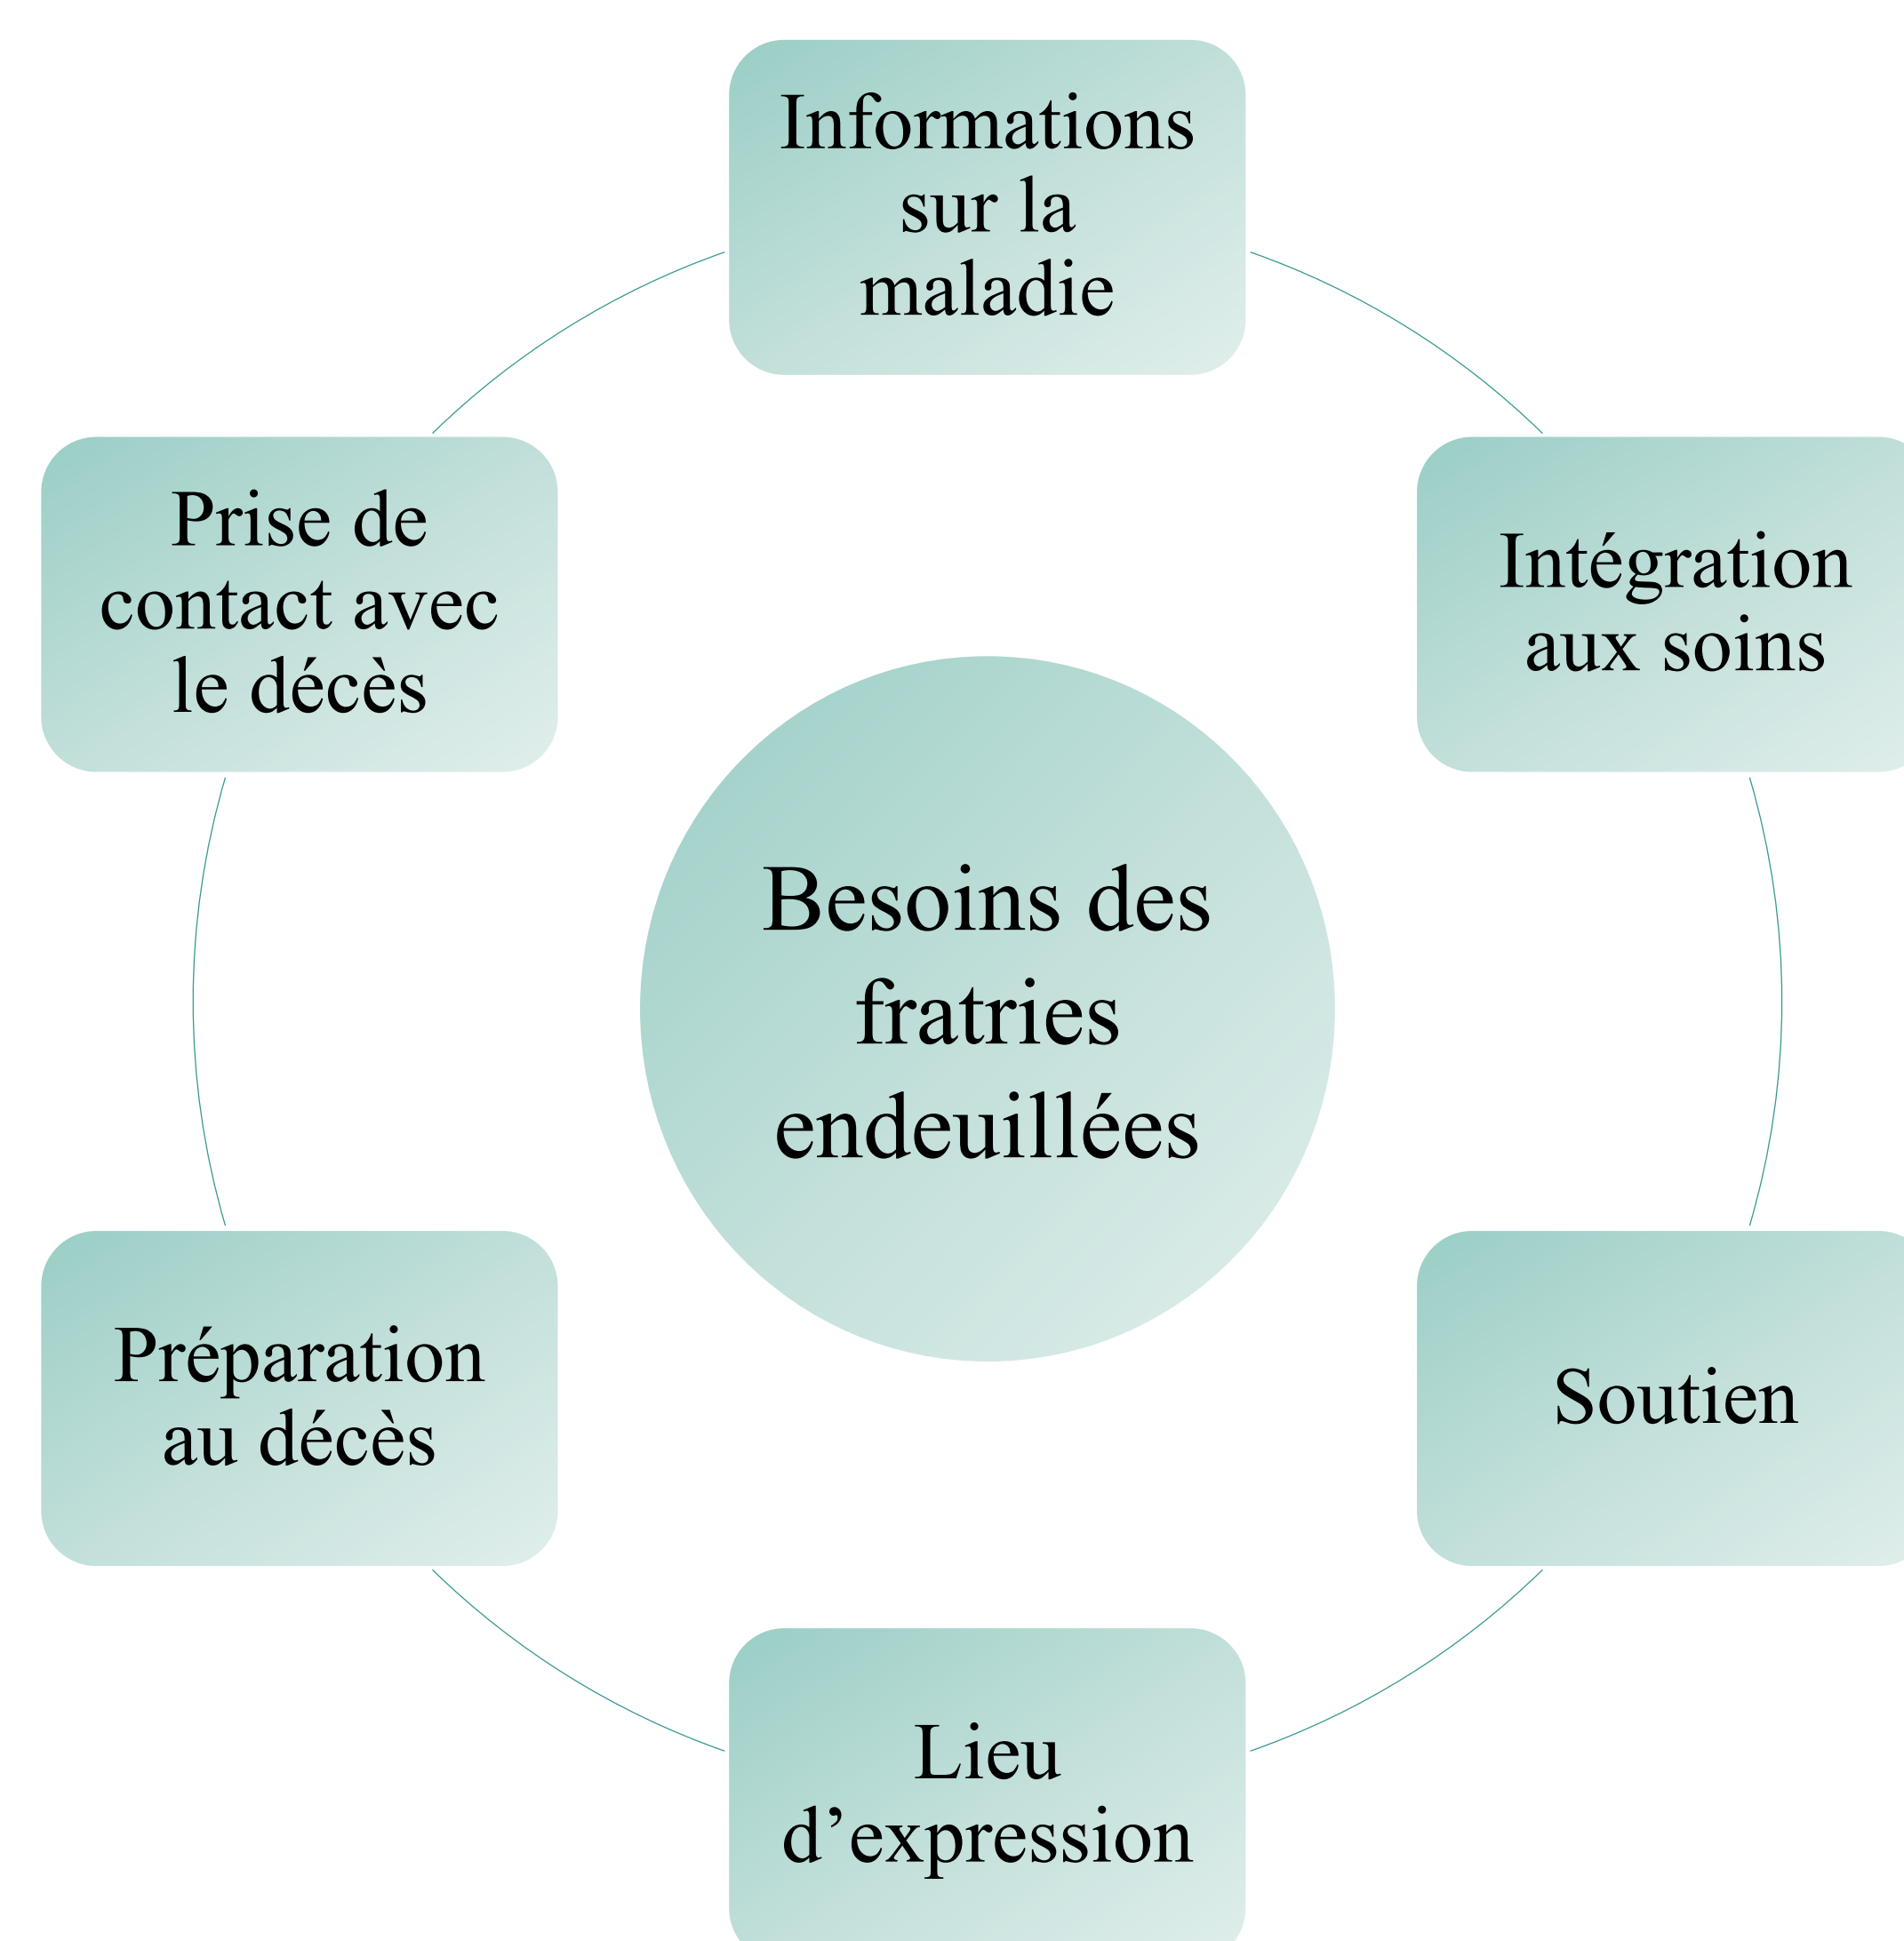 Informations
sur la
maladie
Prise de
contact avec
le décès
Intégration
aux soins
Besoins des
fratries
endeuillées
Préparation
au décès
Soutien
Lieu
d’expression